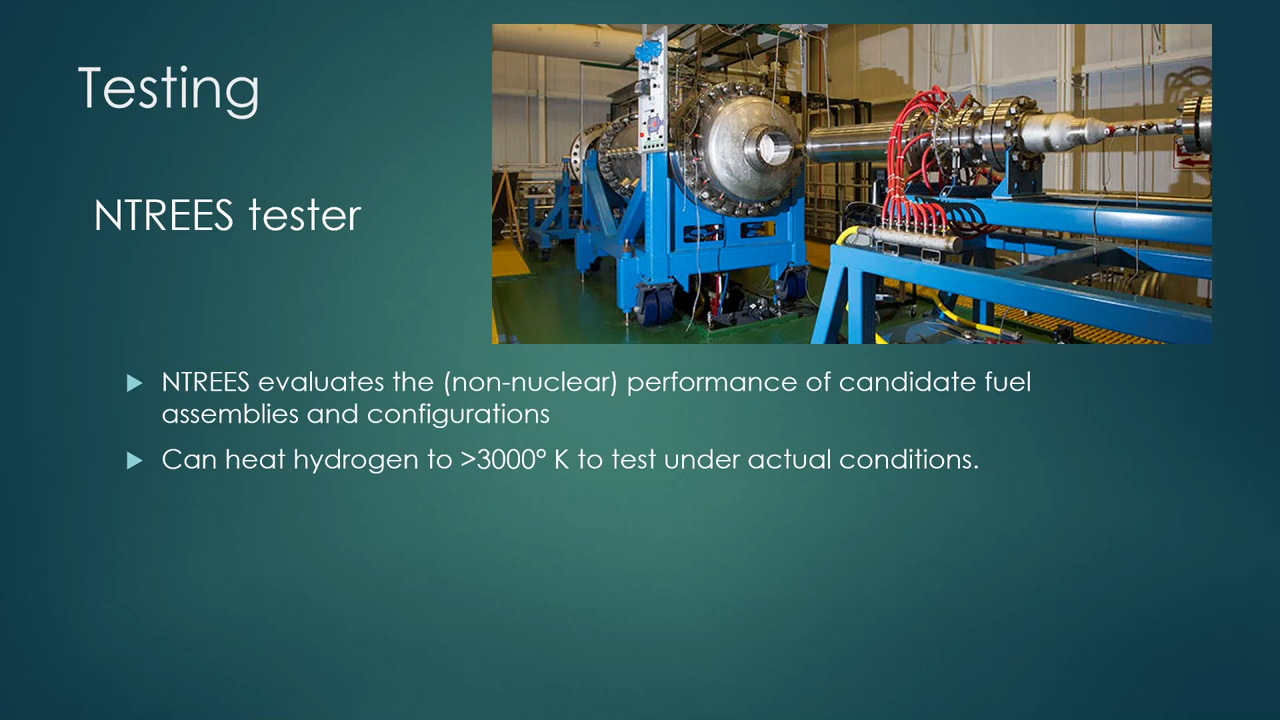 Testing
NTREES tester
NTREES evaluates the (non-nuclear) performance of candidate fuel
assemblies and configurations
Can heat hydrogen to >3000° K to test under actual conditions.